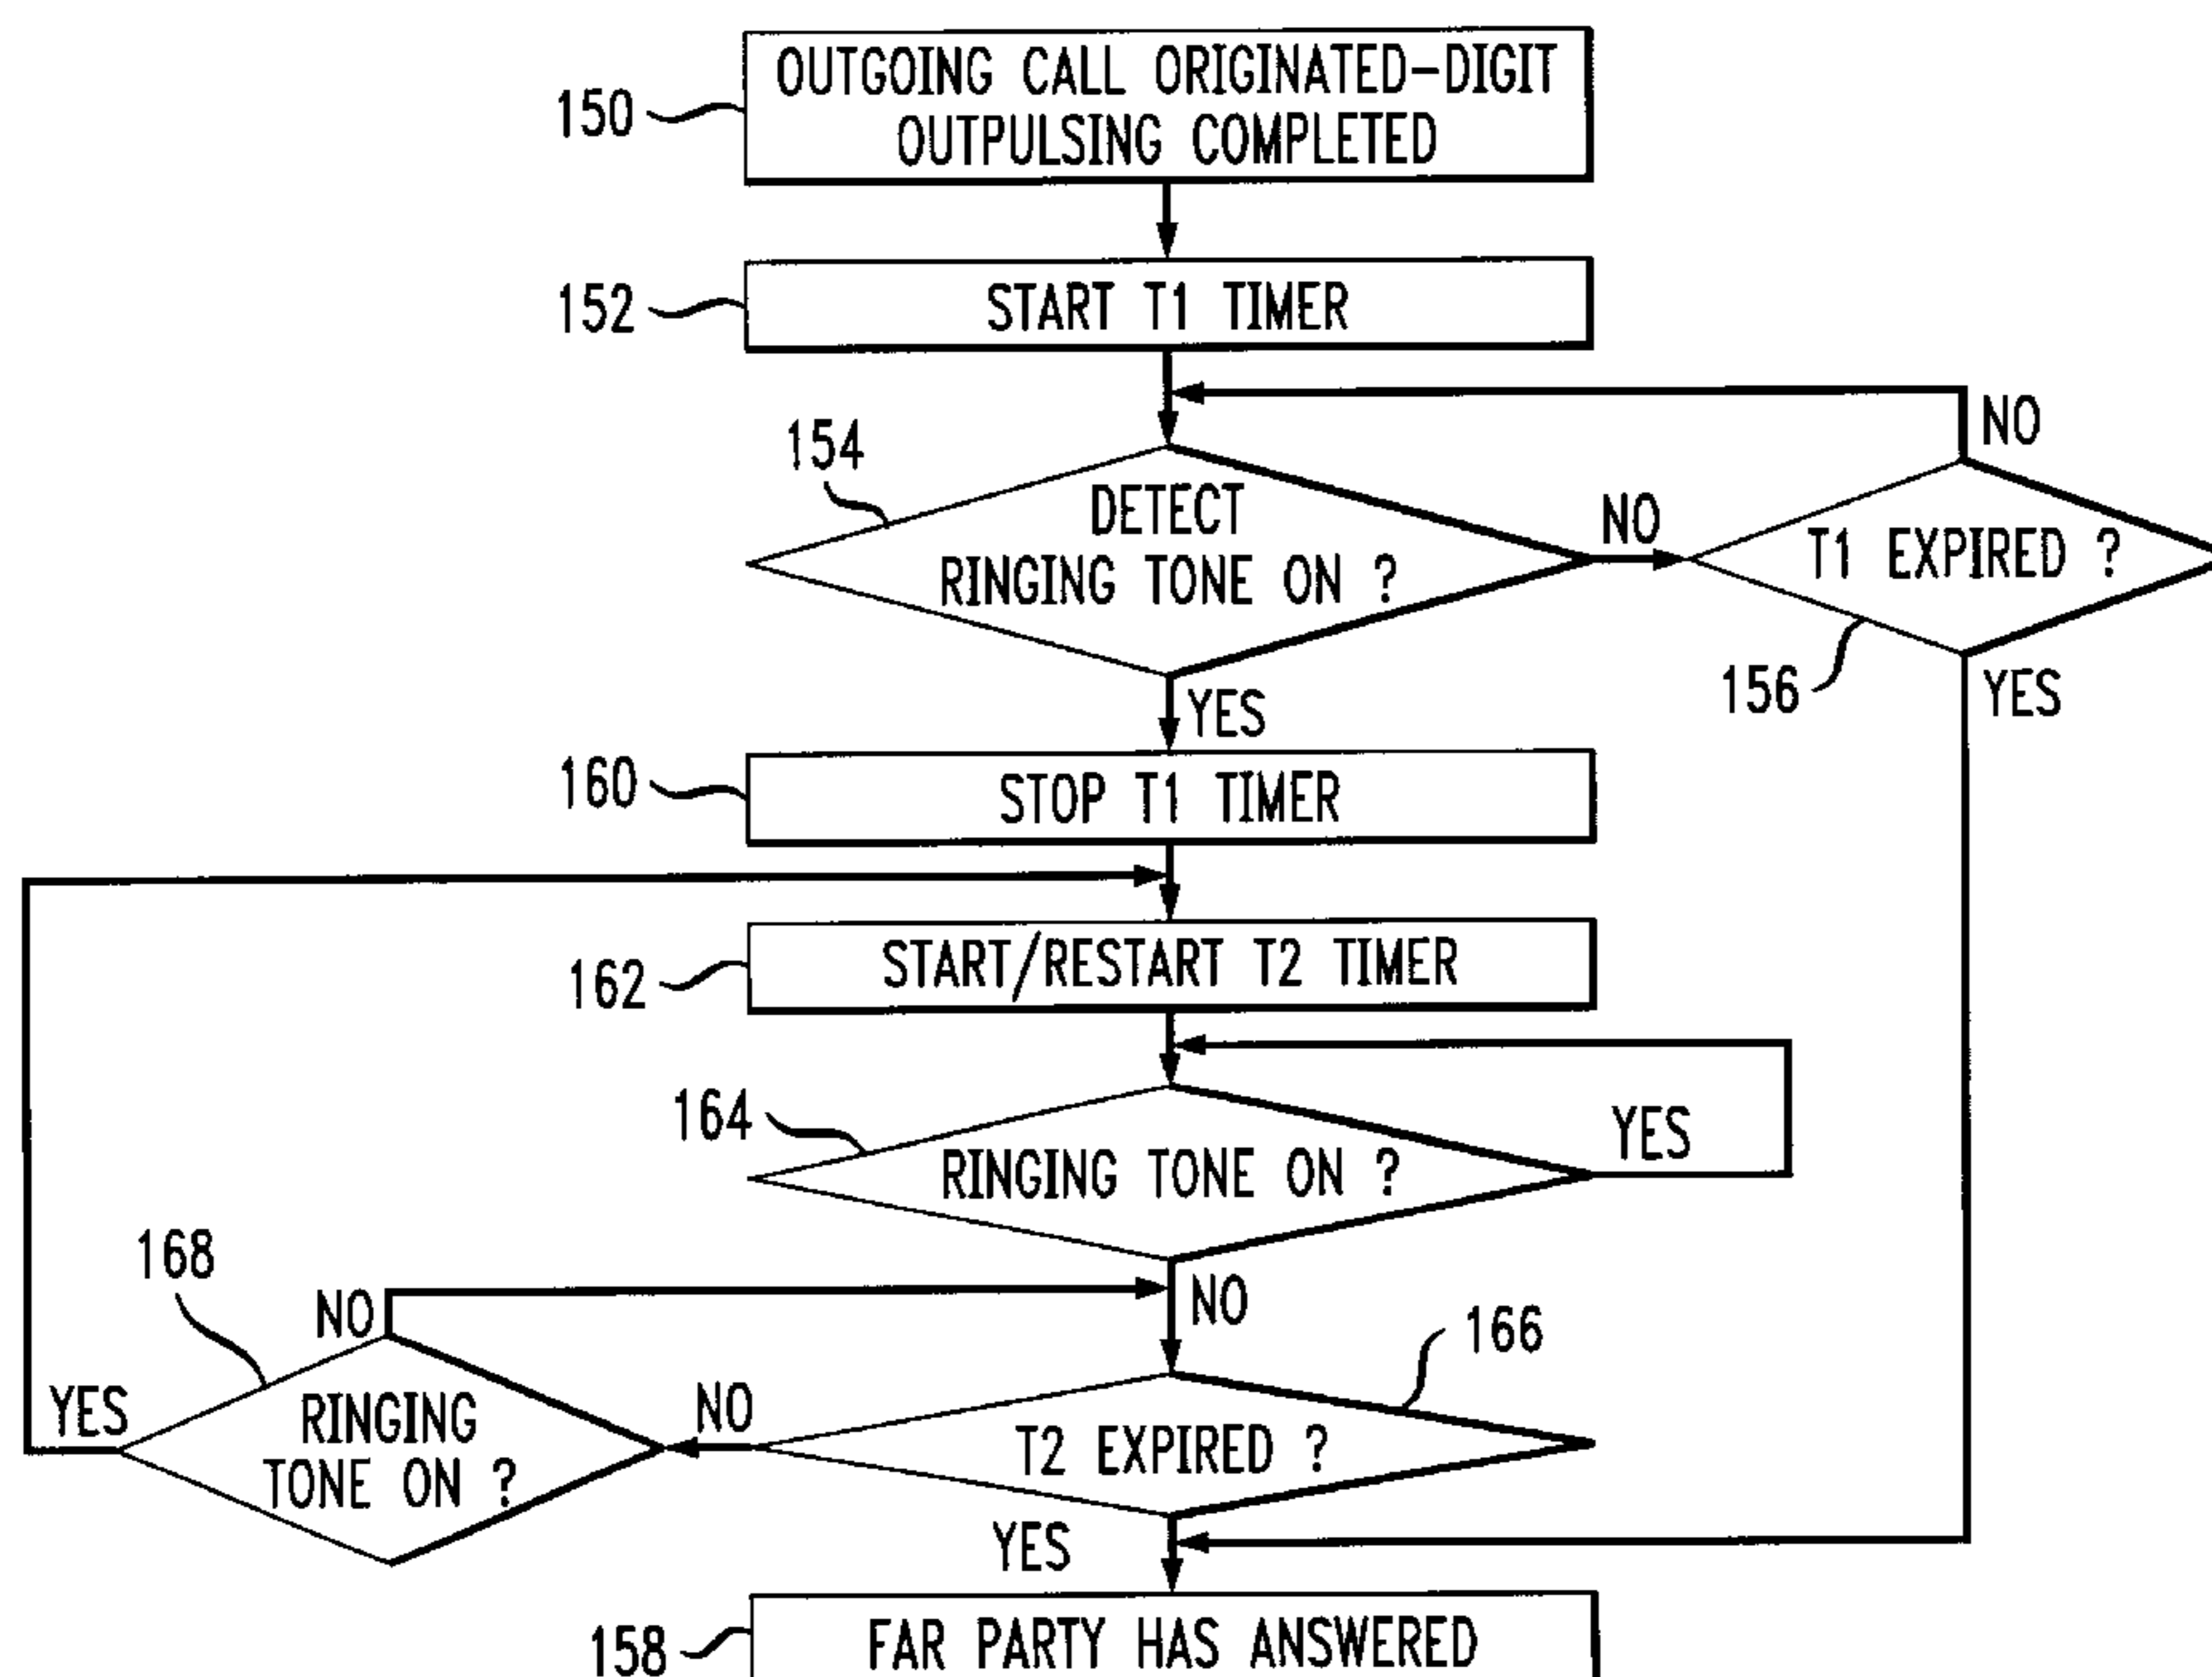 OUTGOING CALL ORIGINATED-DIGIT
OUTPULSING COMPLETED
150
START T1 TIMER
152
NO
154
DETECT
RINGING TONE ON ?
NO
T1 EXPIRED ?
156
YES
YES
160
STOP T1 TIMER
START/RESTART T2 TIMER
162
164
YES
RINGING TONE ON ?
168
NO
NO
166
YES
RINGING
TONE ON ?
NO
T2 EXPIRED ?
YES
158
FAR PARTY HAS ANSWERED